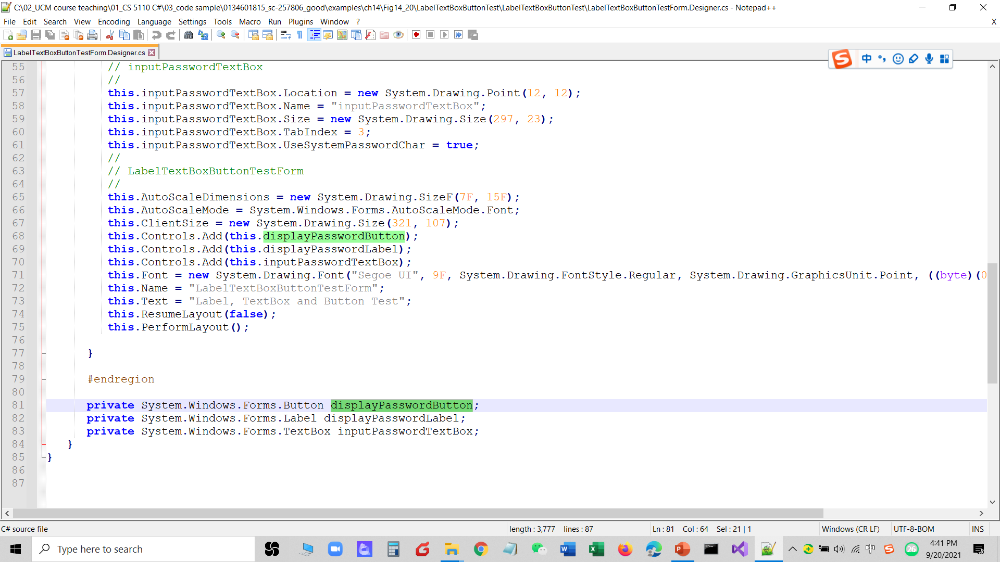 C:\02_UCM course teaching\01_CS 5110 C#\03_code sample\0134601815_sc-257806_good\examples\ch14\Fig14_20\LabelTextBoxButtonTest\LabelTextBoxButtonTest\LabelTextBoxButtonTestForm.Designer.cs - Notepad++
File Edit Search View Encoding Language Settings Tools Macro Run Plugins Window ? X
LabelTextBoxButtonTestForm.Designer.cs
中
55 // inputPasswordTextBox
56 //
57 this.inputPasswordTextBox.Location = new System.Drawing.Point(12, 12);
58 this.inputPasswordTextBox.Name = "inputPasswordTextBox";
59 this.inputPasswordTextBox.Size = new System.Drawing.Size(297, 23);
60 this.inputPasswordTextBox.TabIndex = 3;
61 this.inputPasswordTextBox.UseSystemPasswordChar = true;
62 //
63 // LabelTextBoxButtonTestForm
64 //
65 this.AutoScaleDimensions = new System.Drawing.SizeF(7F, 15F);
66 this.AutoScaleMode = System.Windows.Forms.AutoScaleMode.Font;
67 this.ClientSize = new System.Drawing.Size(321, 107);
68 this.Controls.Add(this.displayPasswordButton);
69 this.Controls.Add(this.displayPasswordLabel);
70 this.Controls.Add(this.inputPasswordTextBox);
71 this.Font = new System.Drawing.Font("Segoe UI", 9F, System.Drawing.FontStyle.Regular, System.Drawing.GraphicsUnit.Point, ((byte)(0
72 this.Name = "LabelTextBoxButtonTestForm";
73 this.Text = "Label, TextBox and Button Test";
74 this.ResumeLayout(false);
75 this.PerformLayout();
76
77 }
78
79 #endregion
80
81 private System.Windows.Forms.Button displayPasswordButton;
82 private System.Windows.Forms.Label displayPasswordLabel;
83 private System.Windows.Forms.TextBox inputPasswordTextBox;
84 }
85 }
86
87
C# source file length : 3,777 lines : 87 Ln : 81 Col : 64 Sel : 21 | 1 Windows (CR LF) UTF-8-BOM INS
Type here to search 中 26 4:41 PM
9/20/2021